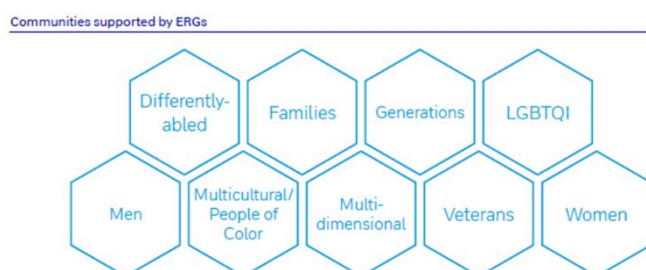 Communities supported by ERGs
Differently-
abled
Families
Generations
LGBTQI
Men
Multicultural/
People of
Color
Multi-
dimensional
Veterans
Women